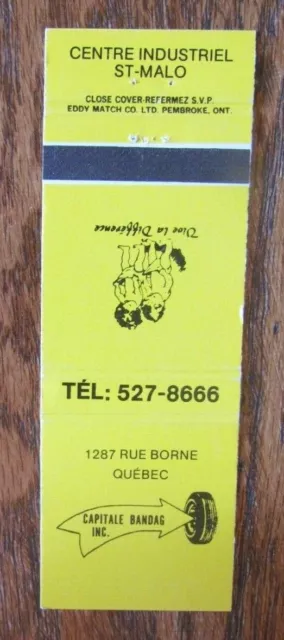 CENTRE INDUSTRIEL
ST-MALO
CLOSE COVER-REFERMEZ S.V.P.
EDDY MATCH CO. LTD. PEMBROKE, ONT.
Vive La Différence
TÉL: 527-8666
1287 RUE BORNE
QUÉBEC
CAPITALE BANDAG
INC.